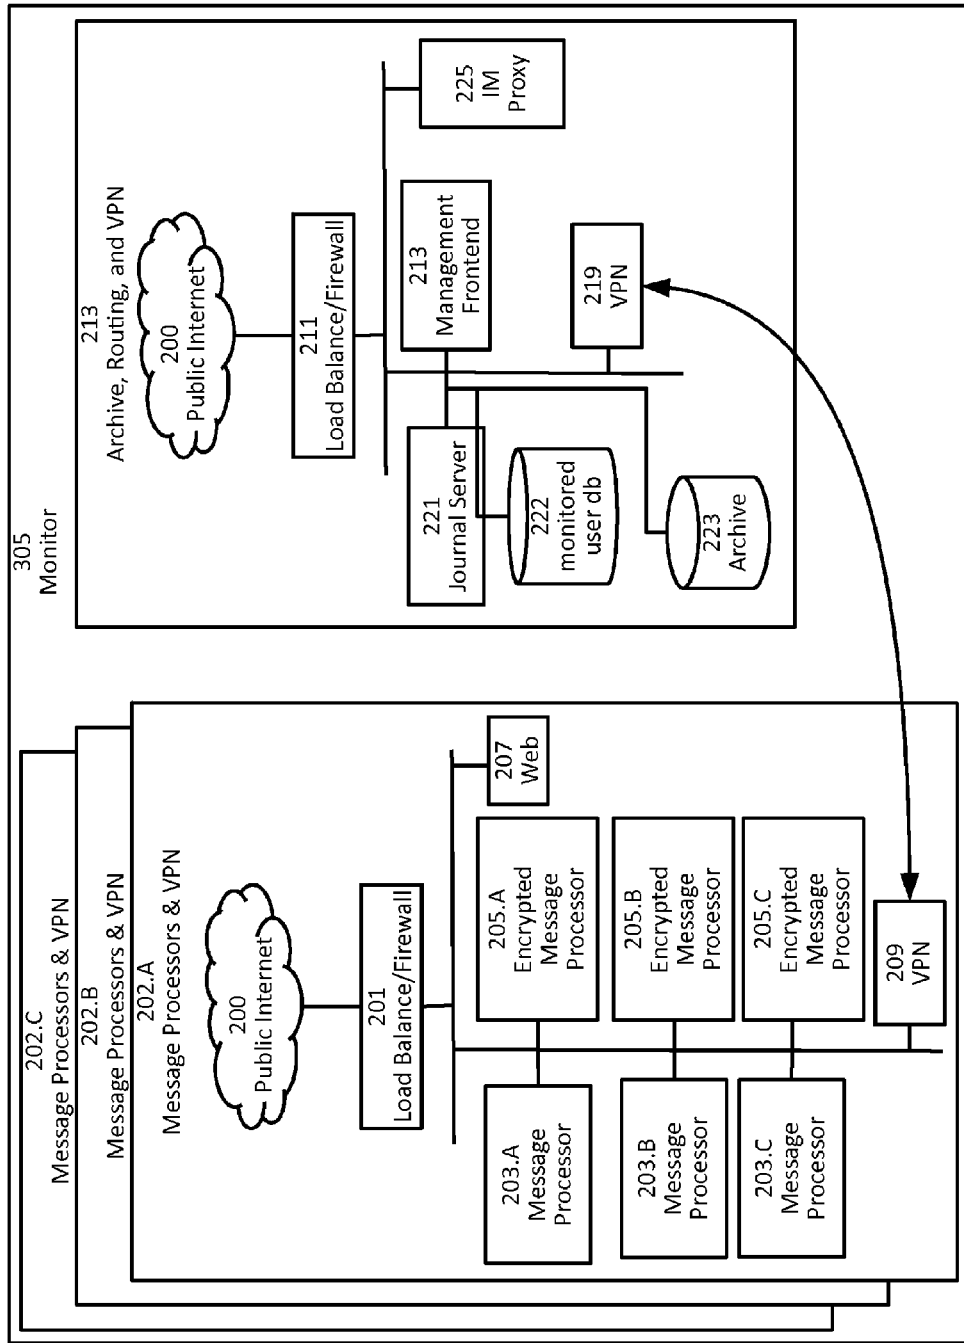 305
Monitor
202.C
Message Processors & VPN
202.B
Message Processors & VPN
202.A
Message Processors & VPN
200
Public Internet
201
Load Balance/Firewall
207
Web
203.A
Message
Processor
205.A
Encrypted
Message
Processor
203.B
Message
Processor
205.B
Encrypted
Message
Processor
203.C
Message
Processor
205.C
Encrypted
Message
Processor
209
VPN
213
Archive, Routing, and VPN
200
Public Internet
211
Load Balance/Firewall
225
IM
Proxy
221
Journal Server
213
Management
Frontend
222
monitored
user db
219
VPN
223
Archive